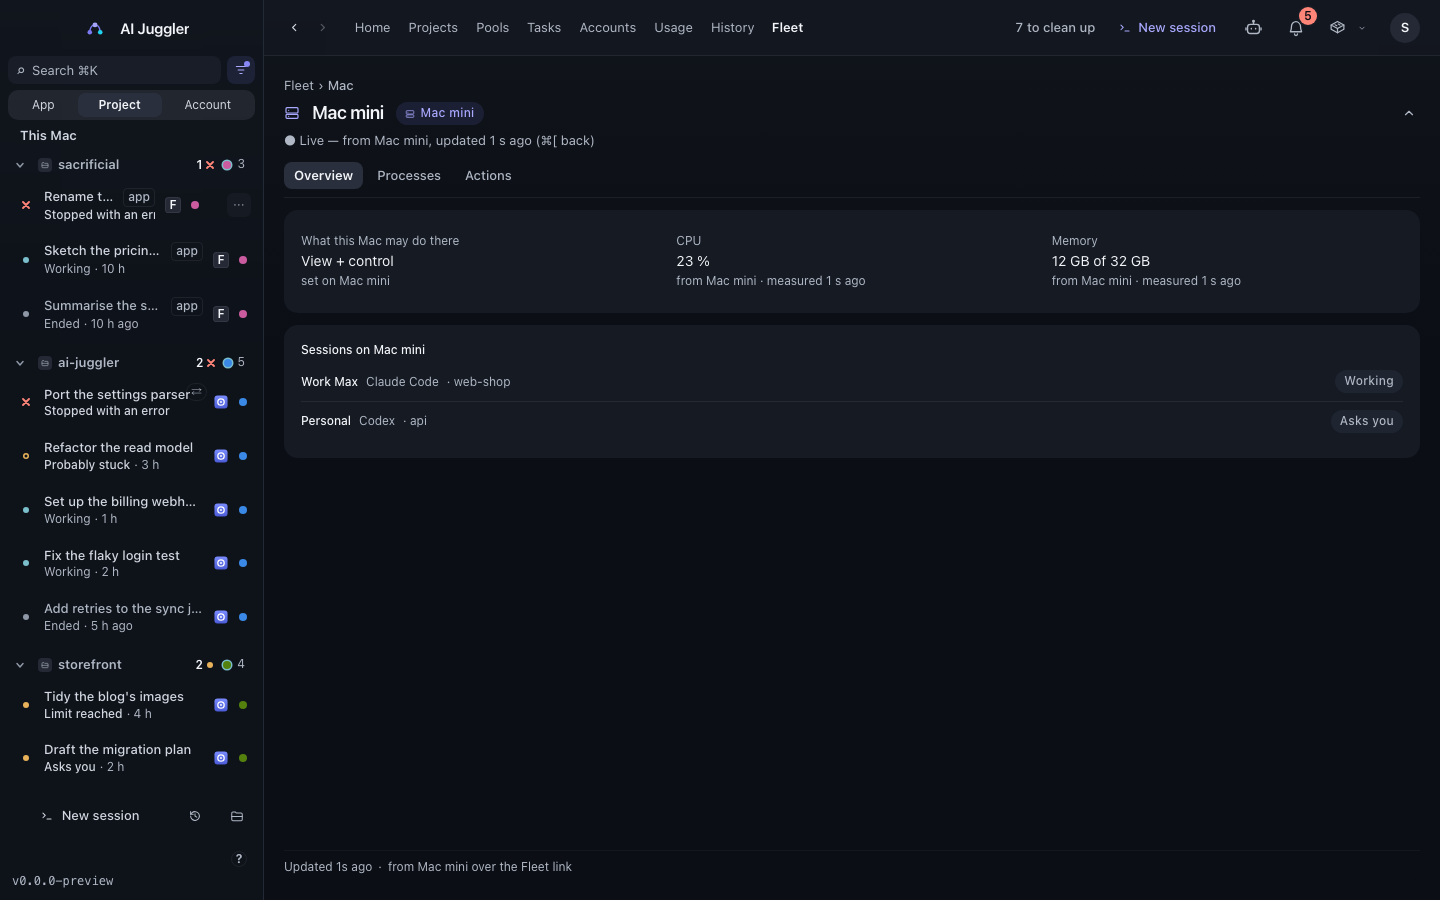 AI Juggler
Search ⌘K
App Project Account
This Mac
sacrificial 1 3
Rename t... app F
Stopped with an err
Sketch the pricin... app F
Working · 10 h
Summarise the s... app F
Ended · 10 h ago
ai-juggler 2 5
Port the settings parser
Stopped with an error
Refactor the read model
Probably stuck · 3 h
Set up the billing webh...
Working · 1 h
Fix the flaky login test
Working · 2 h
Add retries to the sync j...
Ended · 5 h ago
storefront 2 4
Tidy the blog's images
Limit reached · 4 h
Draft the migration plan
Asks you · 2 h
New session
?
v0.0.0-preview
Home Projects Pools Tasks Accounts Usage History Fleet 7 to clean up New session 5 S
Fleet › Mac
Mac mini Mac mini
Live — from Mac mini, updated 1 s ago (⌘[ back)
Overview Processes Actions
What this Mac may do there CPU Memory
View + control 23 % 12 GB of 32 GB
set on Mac mini from Mac mini · measured 1 s ago from Mac mini · measured 1 s ago
Sessions on Mac mini
Work Max Claude Code · web-shop Working
Personal Codex · api Asks you
Updated 1s ago · from Mac mini over the Fleet link